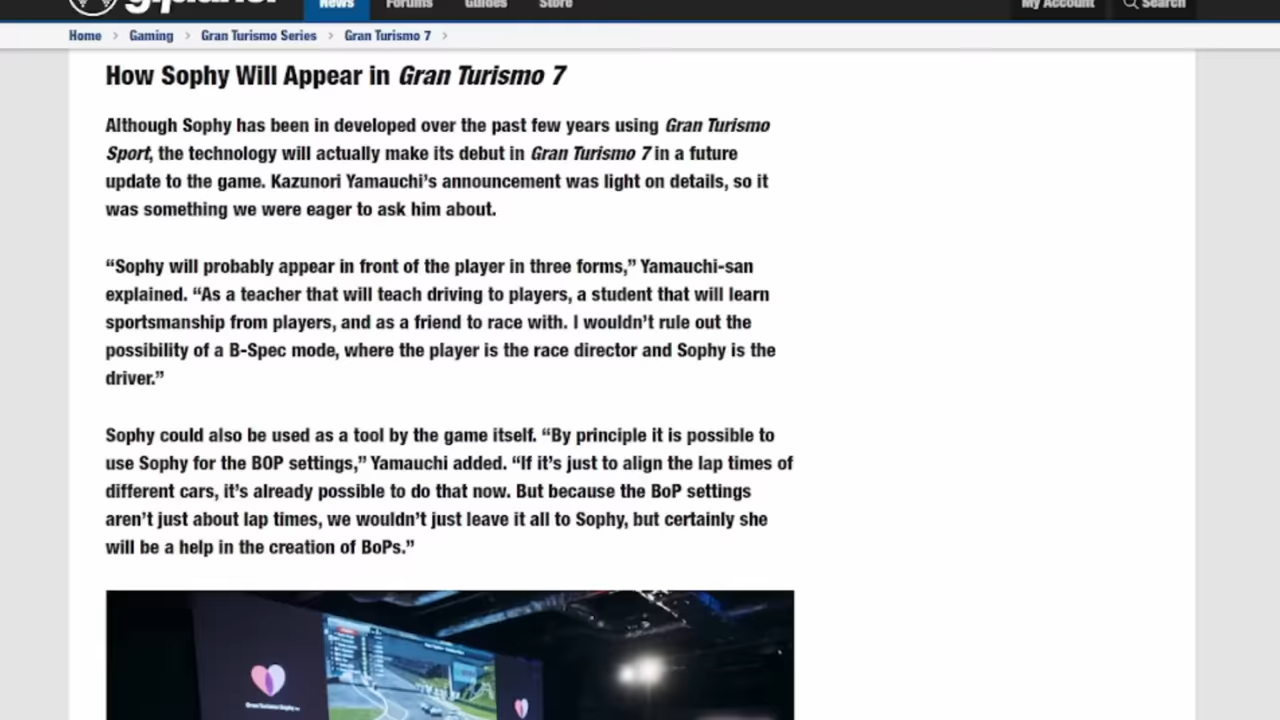 gtplanet
News Forums Guides Store My Account Search
Home > Gaming > Gran Turismo Series > Gran Turismo 7 >
How Sophy Will Appear in Gran Turismo 7
Although Sophy has been in developed over the past few years using Gran Turismo
Sport, the technology will actually make its debut in Gran Turismo 7 in a future
update to the game. Kazunori Yamauchi’s announcement was light on details, so it
was something we were eager to ask him about.
“Sophy will probably appear in front of the player in three forms,” Yamauchi-san
explained. “As a teacher that will teach driving to players, a student that will learn
sportsmanship from players, and as a friend to race with. I wouldn’t rule out the
possibility of a B-Spec mode, where the player is the race director and Sophy is the
driver.”
Sophy could also be used as a tool by the game itself. “By principle it is possible to
use Sophy for the BOP settings,” Yamauchi added. “If it’s just to align the lap times of
different cars, it’s already possible to do that now. But because the BoP settings
aren’t just about lap times, we wouldn’t just leave it all to Sophy, but certainly she
will be a help in the creation of BoPs.”
Gran Turismo Sophy